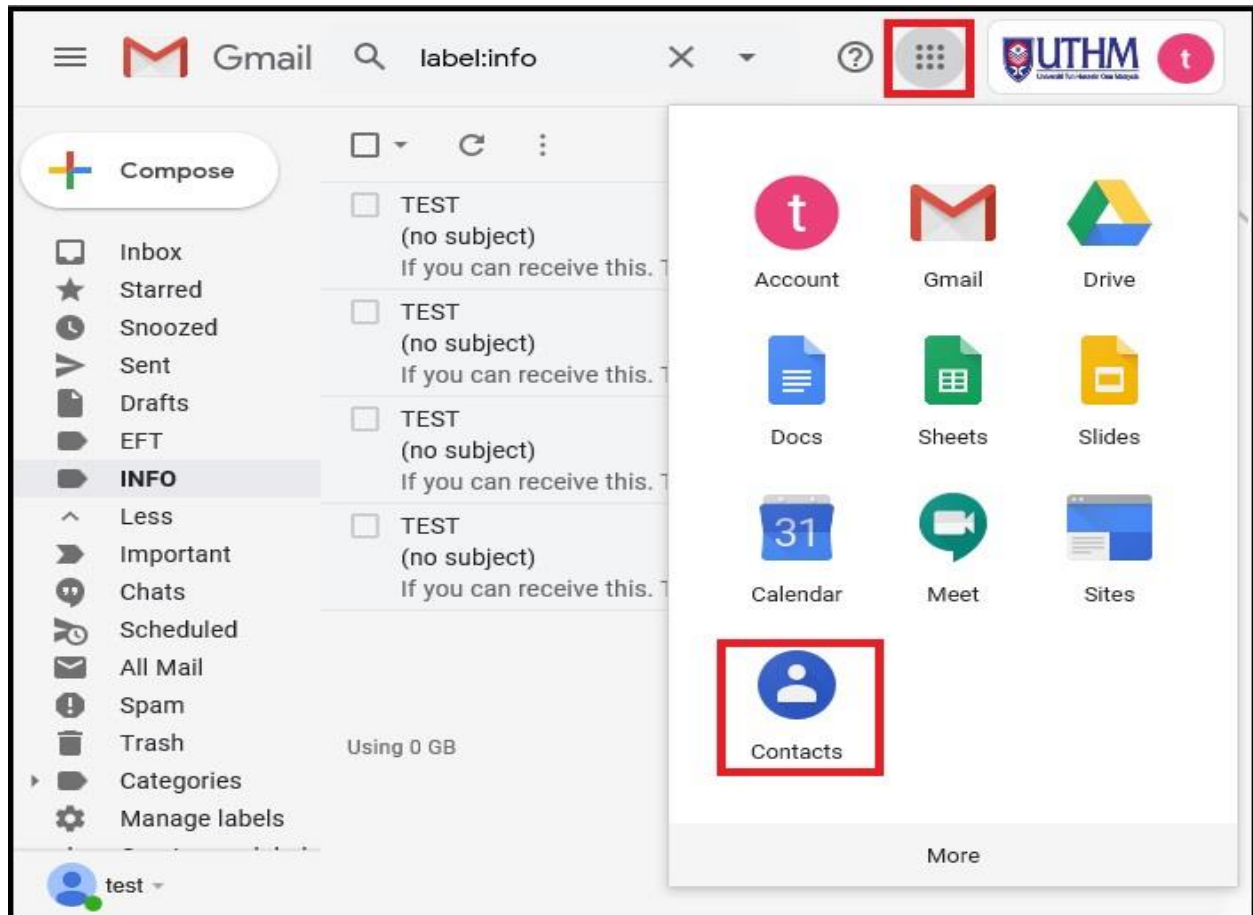 Gmail
label:info
UTHM
t
Compose
Inbox
Starred
Snoozed
Sent
Drafts
EFT
INFO
Less
Important
Chats
Scheduled
All Mail
Spam
Trash
Categories
Manage labels
test
TEST
(no subject)
If you can receive this.
TEST
(no subject)
If you can receive this.
TEST
(no subject)
If you can receive this.
TEST
(no subject)
If you can receive this.
Using 0 GB
t
Account
Gmail
Drive
Docs
Sheets
Slides
31
Calendar
Meet
Sites
Contacts
More